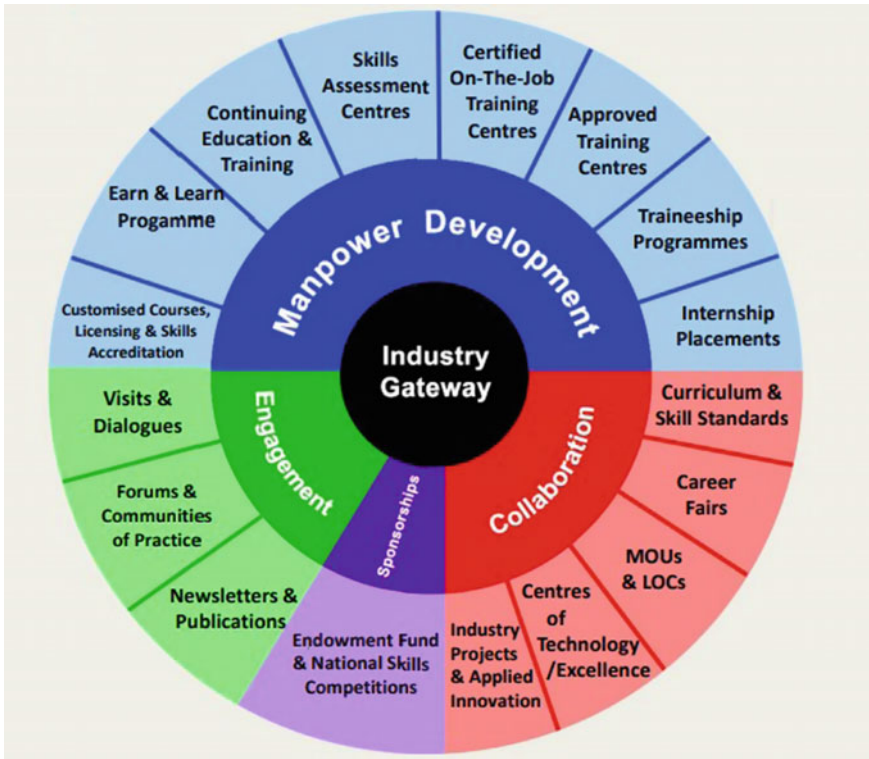 Skills
Assessment
Centres
Certified
On-The-Job
Training
Centres
Approved
Training
Centres
Traineeship
Programmes
Internship
Placements
Continuing
Education &
Training
Earn & Learn
Progamme
Customised Courses,
Licensing & Skills
Accreditation
Manpower Development
Industry
Gateway
Engagement
Sponsorships
Collaboration
Visits &
Dialogues
Forums &
Communities
of Practice
Newsletters &
Publications
Endowment Fund
& National Skills
Competitions
Industry
Projects
& Applied
Innovation
Centres
of
Technology
/Excellence
MOUs
& LOCs
Career
Fairs
Curriculum &
Skill Standards